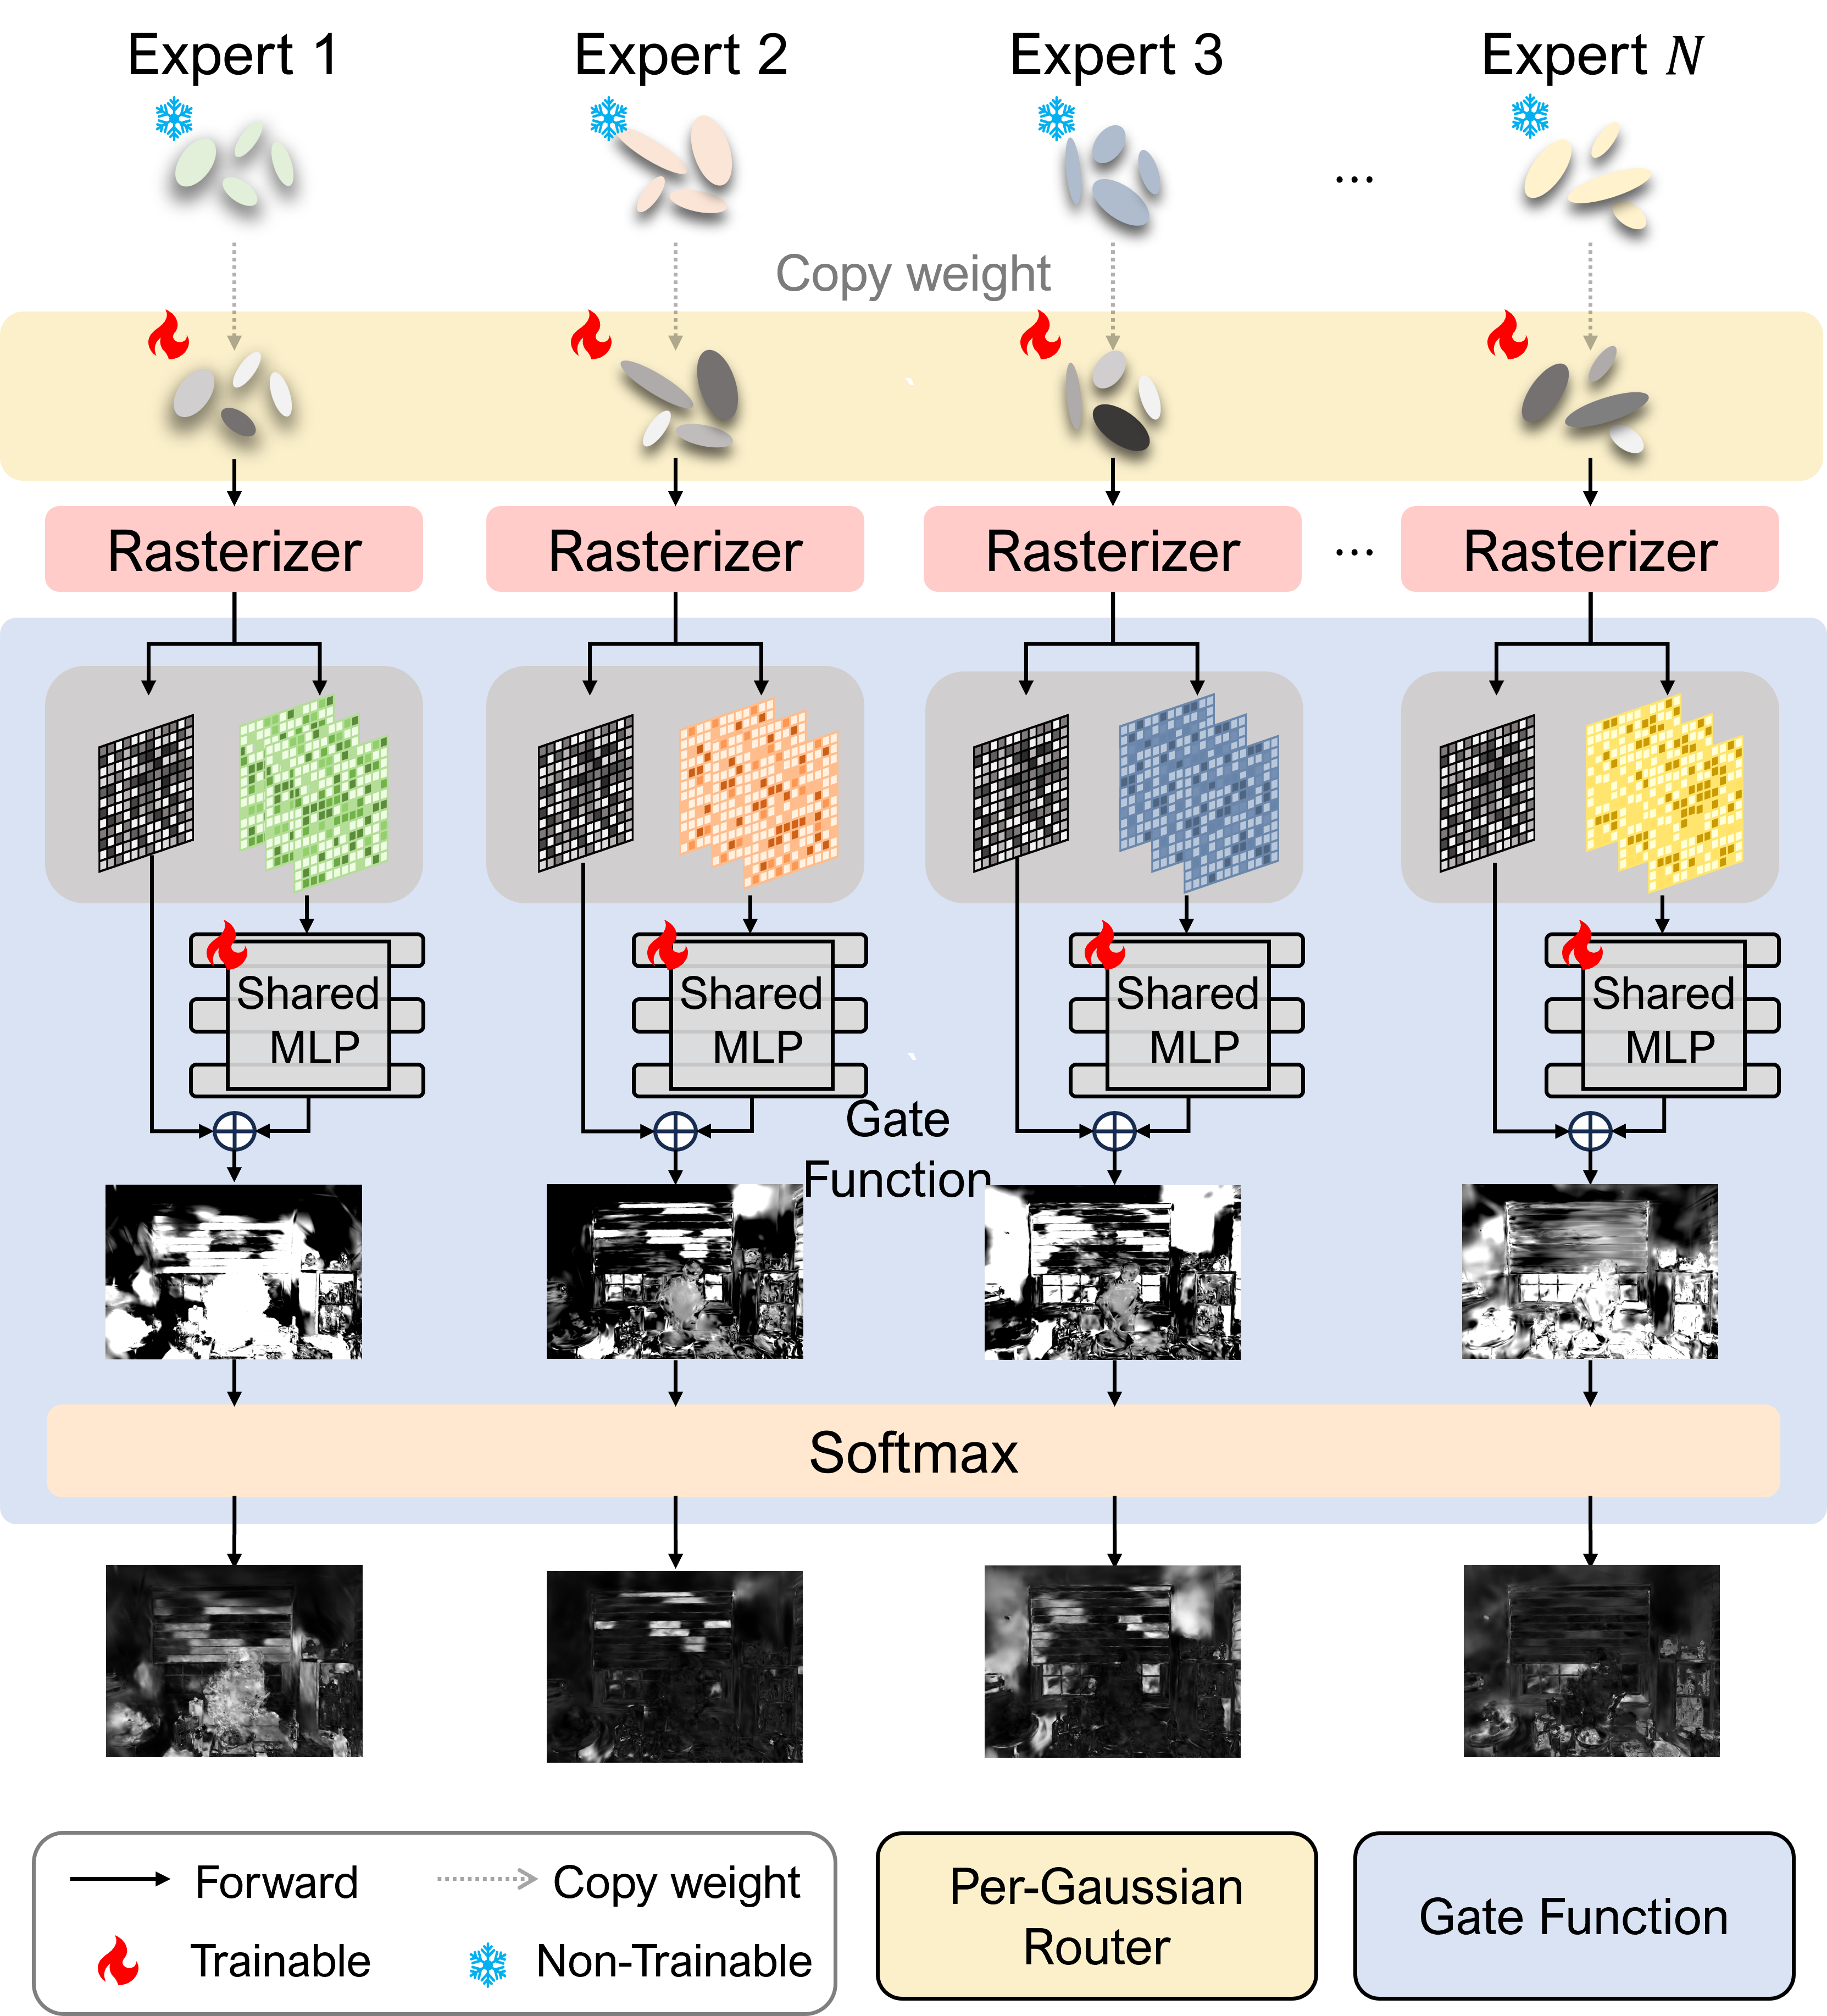 Expert 1
Expert 2
Expert 3
Expert N
...
Copy weight
Rasterizer
Rasterizer
Rasterizer
...
Rasterizer
Shared
MLP
Shared
MLP
Shared
MLP
Shared
MLP
Gate
Function
Softmax
Forward
Copy weight
Trainable
Non-Trainable
Per-Gaussian
Router
Gate Function